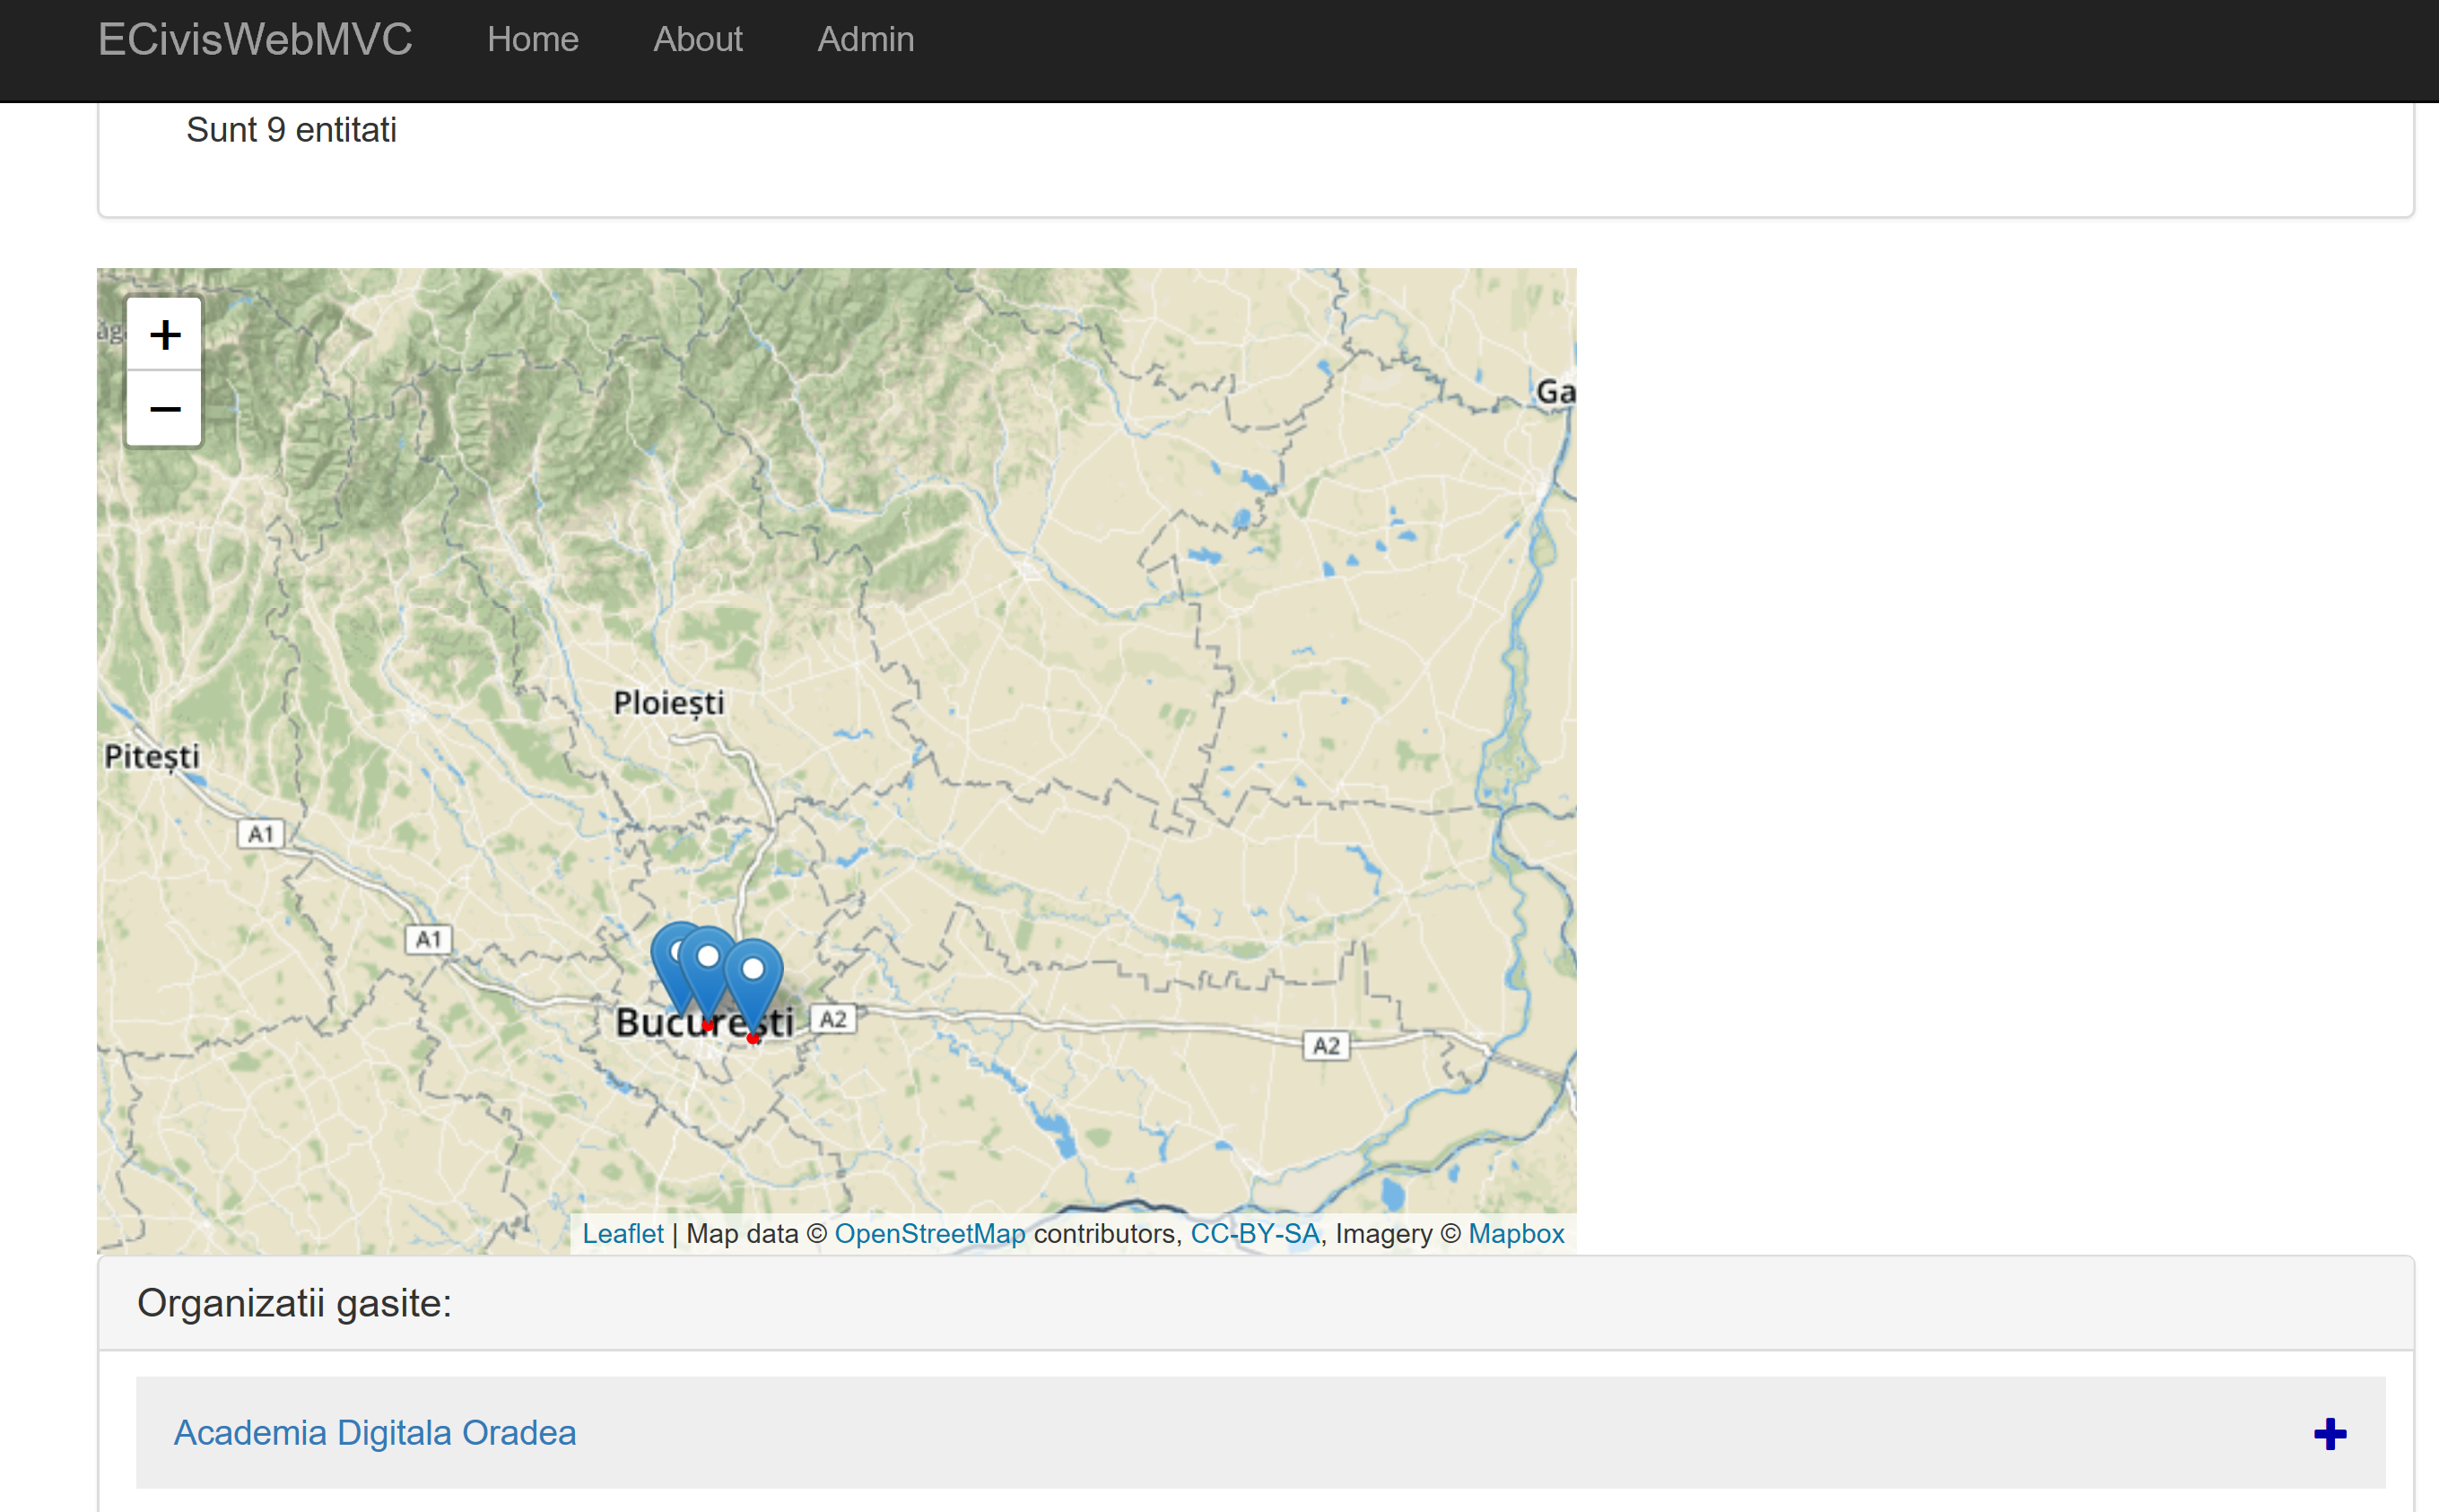 ECivisWebMVC Home About Admin
Sunt 9 entitati
+
−
Ga
Ploiești
Pitești
A1
A1
București
A2
A2
Leaflet | Map data © OpenStreetMap contributors, CC-BY-SA, Imagery © Mapbox
Organizatii gasite:
Academia Digitala Oradea